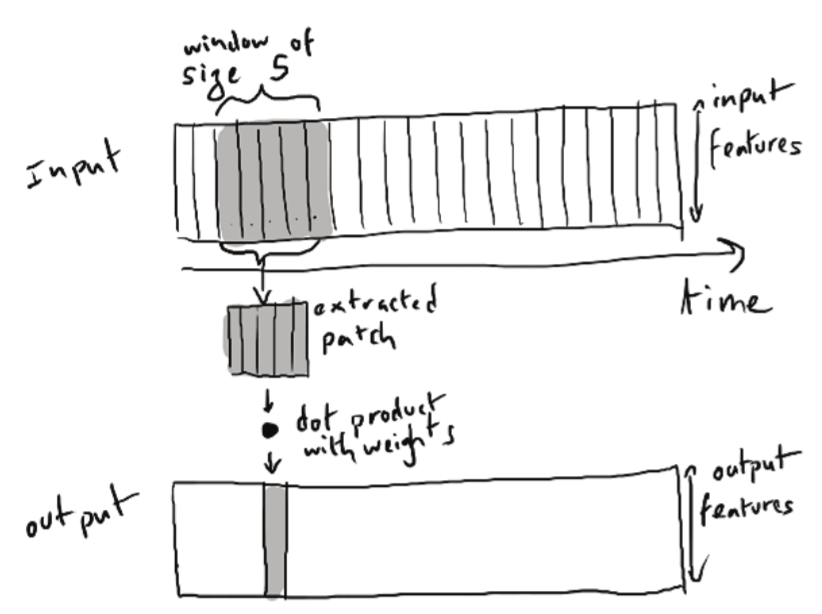 window of
size 5
Input
input
features
time
extracted
patch
dot product
with weights
output
output
features